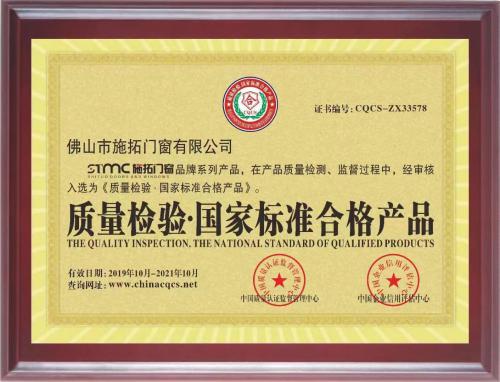 CQCS
证书编号：CQCS-ZX33578
佛山市施拓门窗有限公司
STMC施拓门窗品牌系列产品，在产品质量检测、监督过程中，经审核
SHITUO DOORS AND WINDOWS
入选为《质量检验·国家标准合格产品》。
质量检验·国家标准合格产品
THE QUALITY INSPECTION, THE NATIONAL STANDARD OF QUALIFIED PRODUCTS
有效日期：2019年10月-2021年10月
查询网址：www.chinacqcs.net
中国质量认证监督管理中心
中国企业信用评估中心